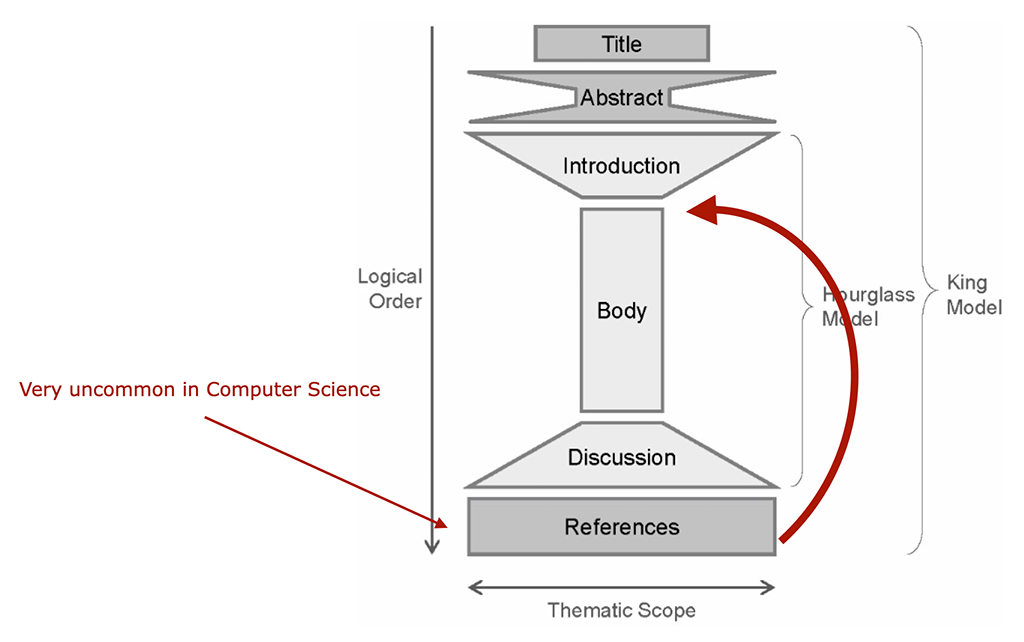 Title
Abstract
Introduction
Logical
Order
Body
Hourglass
Model
King
Model
Very uncommon in Computer Science
Discussion
References
Thematic Scope